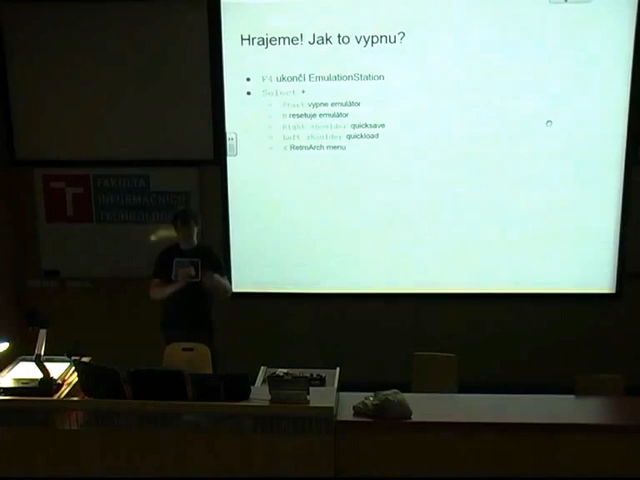 Hrajeme! Jak to vypnu?
F4 ukončí EmulationStation
Select +
Start vypne emulátor
B resetuje emulátor
Right shoulder quicksave
Left shoulder quickload
X RetroArch menu
FAKULTA
INFORMAČNÍCH
TECHNOLOGIÍ